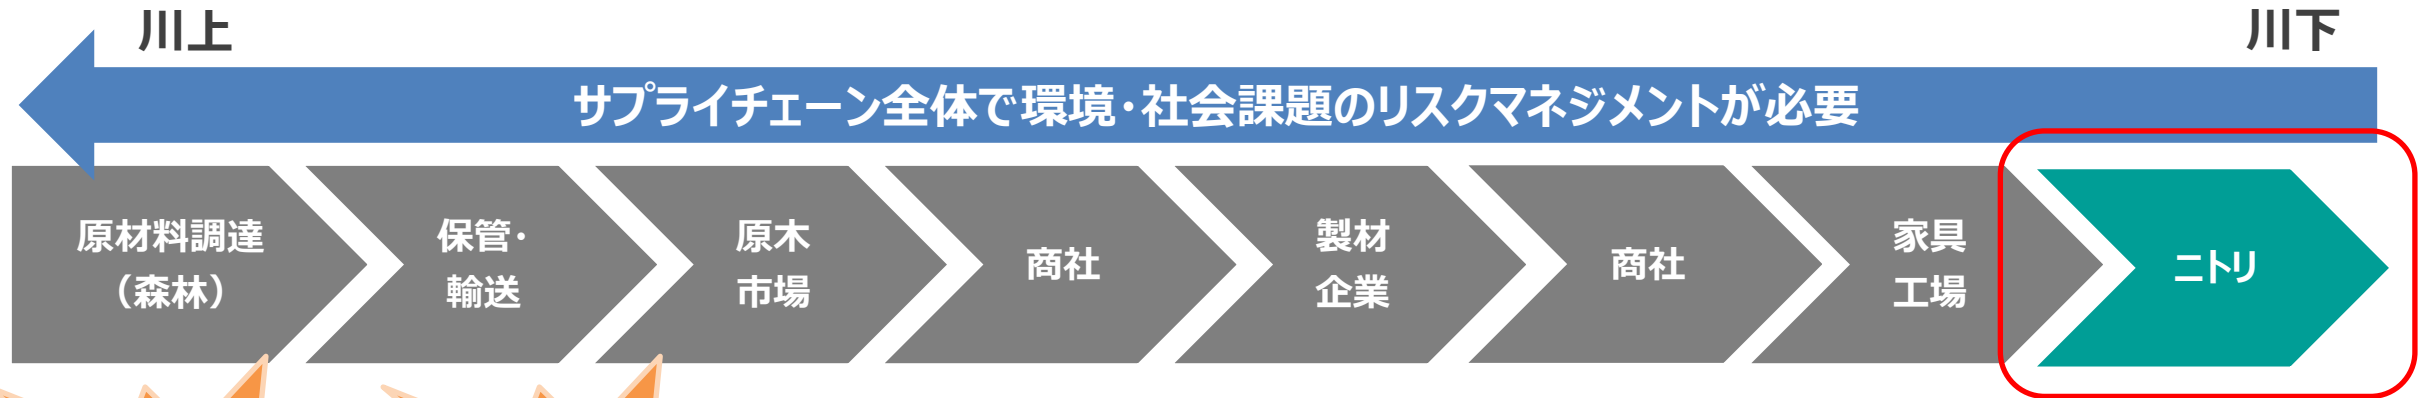 川上
川下
サプライチェーン全体で環境・社会課題のリスクマネジメントが必要
原材料調達
（森林）
保管・
輸送
原木
市場
商社
製材
企業
商社
家具
工場
ニトリ